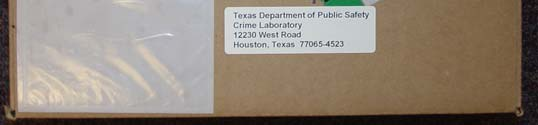 Texas Department of Public Safety
Crime Laboratory
12230 West Road
Houston, Texas 77065-4523